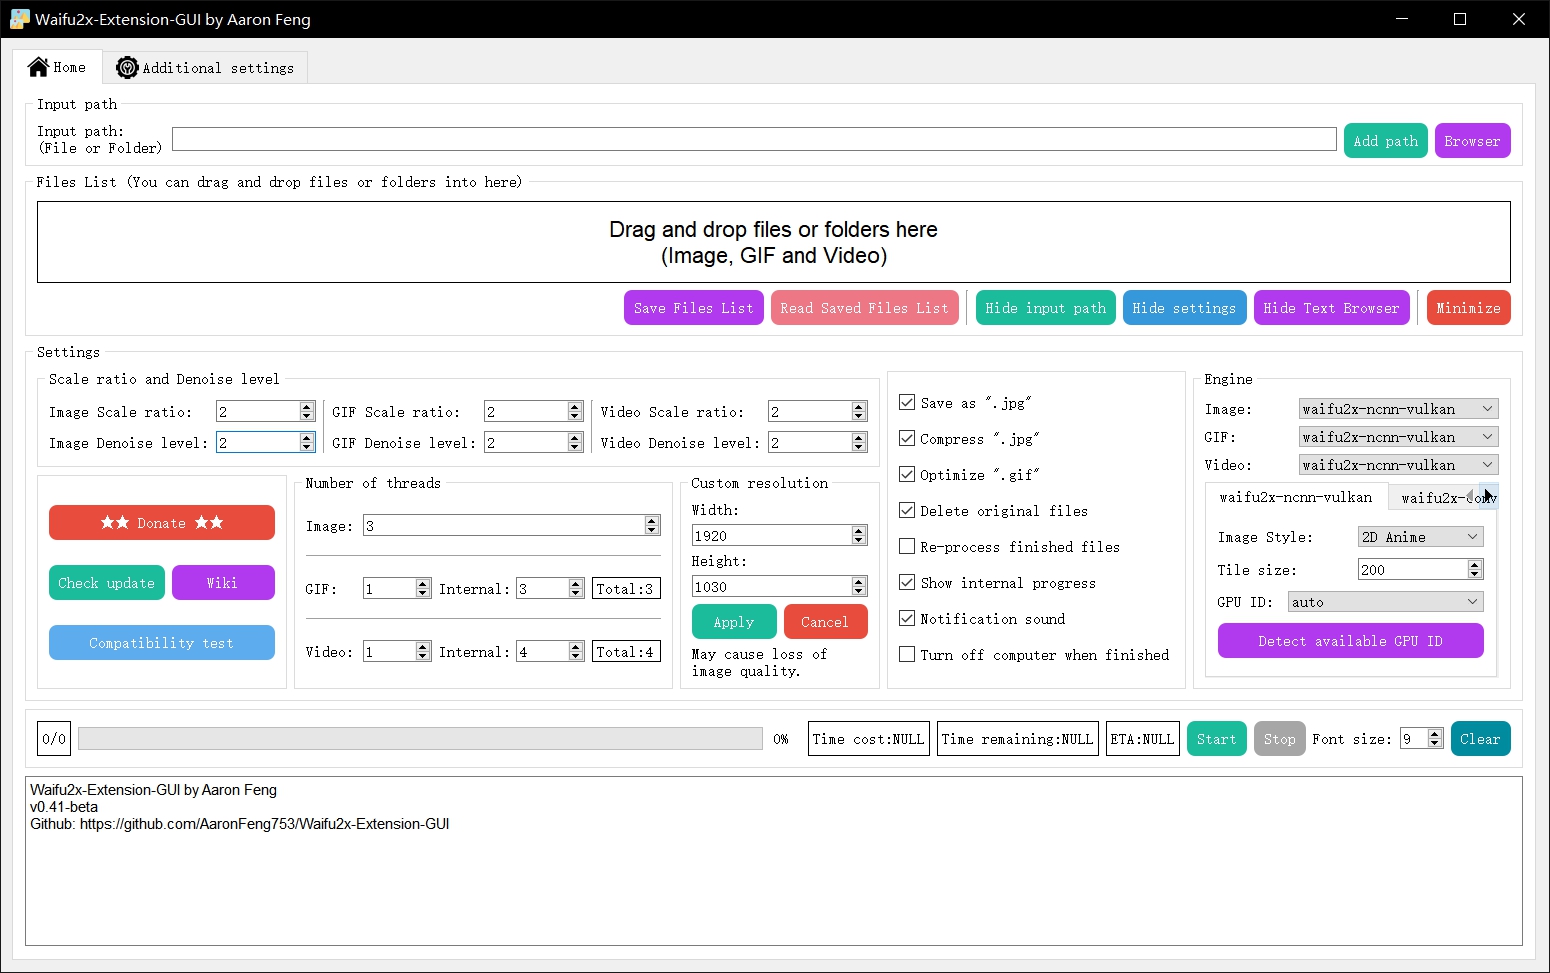 Waifu2x-Extension-GUI by Aaron Feng
Home
Additional settings
Input path
Input path:
(File or Folder)
Add path
Browser
Files List (You can drag and drop files or folders into here)
Drag and drop files or folders here
(Image, GIF and Video)
Save Files List
Read Saved Files List
Hide input path
Hide settings
Hide Text Browser
Minimize
Settings
Scale ratio and Denoise level
Image Scale ratio: 2
GIF Scale ratio: 2
Video Scale ratio: 2
Image Denoise level: 2
GIF Denoise level: 2
Video Denoise level: 2
★★ Donate ★★
Check update
Wiki
Compatibility test
Number of threads
Image: 3
GIF: 1 Internal: 3 Total:3
Video: 1 Internal: 4 Total:4
Custom resolution
Width:
1920
Height:
1030
Apply
Cancel
May cause loss of
image quality.
Save as ".jpg"
Compress ".jpg"
Optimize ".gif"
Delete original files
Re-process finished files
Show internal progress
Notification sound
Turn off computer when finished
Engine
Image: waifu2x-ncnn-vulkan
GIF: waifu2x-ncnn-vulkan
Video: waifu2x-ncnn-vulkan
waifu2x-ncnn-vulkan
waifu2x-conv
Image Style: 2D Anime
Tile size: 200
GPU ID: auto
Detect available GPU ID
0/0
0%
Time cost:NULL
Time remaining:NULL
ETA:NULL
Start
Stop
Font size: 9
Clear
Waifu2x-Extension-GUI by Aaron Feng
v0.41-beta
Github: https://github.com/AaronFeng753/Waifu2x-Extension-GUI